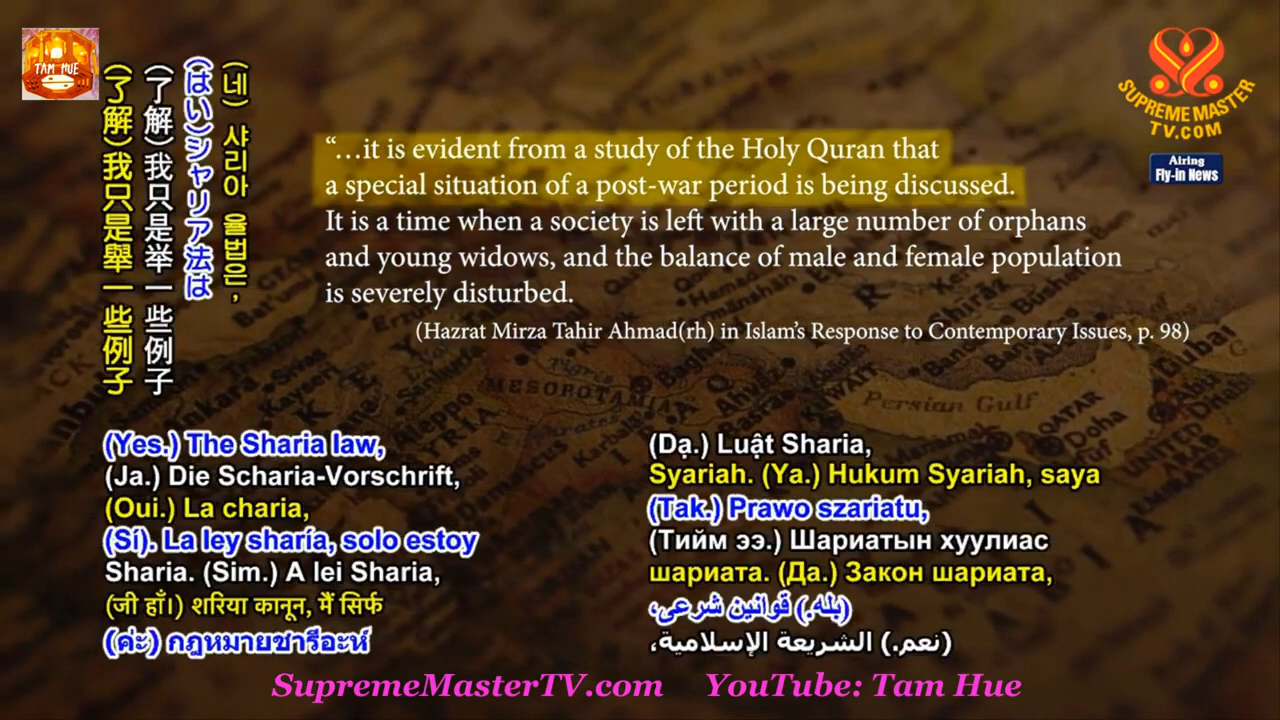 TAM HUE
SUPREME MASTER
TV.COM
Airing
Fly-in News
(네) 샤리아 율법은,
(はい)シャリア法は
(了解)我只是举一些例子
(了解)我只是舉一些例子
“…it is evident from a study of the Holy Quran that
a special situation of a post-war period is being discussed.
It is a time when a society is left with a large number of orphans
and young widows, and the balance of male and female population
is severely disturbed.
(Hazrat Mirza Tahir Ahmad(rh) in Islam’s Response to Contemporary Issues, p. 98)
MESOROTAMIA
Persian Gulf
QATAR
Doha
Dubai
KUWAIT
Aleppo
(Yes.) The Sharia law,
(Ja.) Die Scharia-Vorschrift,
(Oui.) La charia,
(Sí). La ley sharía, solo estoy
Sharia. (Sim.) A lei Sharia,
(जी हाँ।) शरिया कानून, मैं सिर्फ
(ค่ะ) กฎหมายชารีอะห์
(Dạ.) Luật Sharia,
Syariah. (Ya.) Hukum Syariah, saya
(Tak.) Prawo szariatu,
(Тийм ээ.) Шариатын хуулиас
шариата. (Да.) Закон шариата,
(بله.) قوانین شرعی،
(نعم.) الشريعة الإسلامية،
SupremeMasterTV.com YouTube: Tam Hue